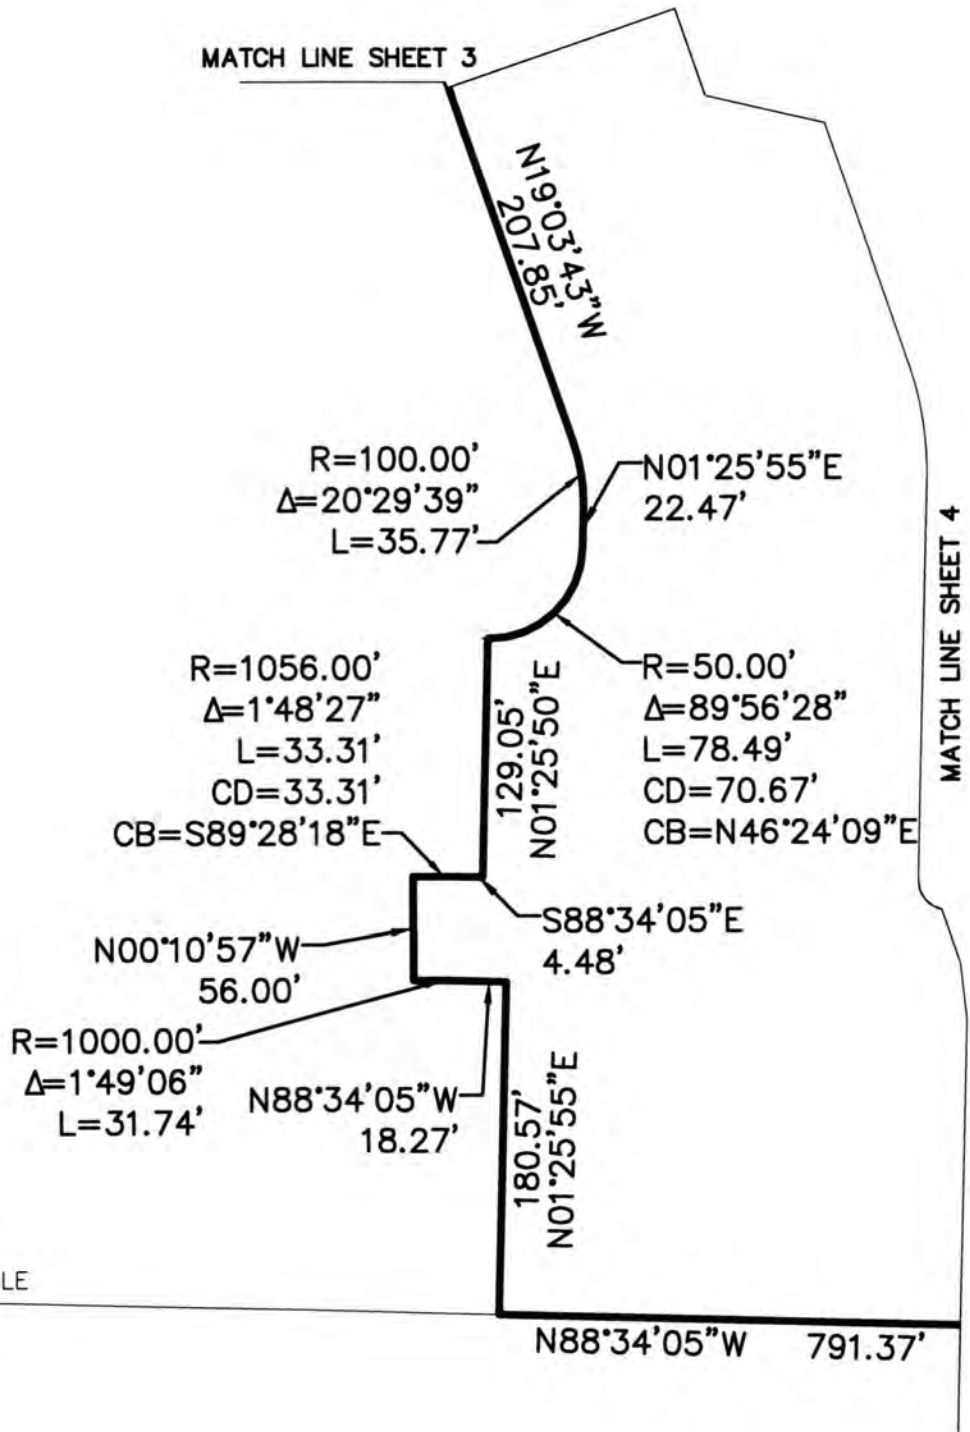 MATCH LINE SHEET 3
N19°03'43"W
207.85'
R=100.00'
Δ=20°29'39"
L=35.77'
N01°25'55"E
22.47'
MATCH LINE SHEET 4
R=1056.00'
Δ=1°48'27"
L=33.31'
CD=33.31'
CB=S89°28'18"E
129.05'
N01°25'50"E
R=50.00'
Δ=89°56'28"
L=78.49'
CD=70.67'
CB=N46°24'09"E
S88°34'05"E
4.48'
N00°10'57"W
56.00'
R=1000.00'
Δ=1°49'06"
L=31.74'
N88°34'05"W
18.27'
180.57'
N01°25'55"E
LE
N88°34'05"W 791.37'